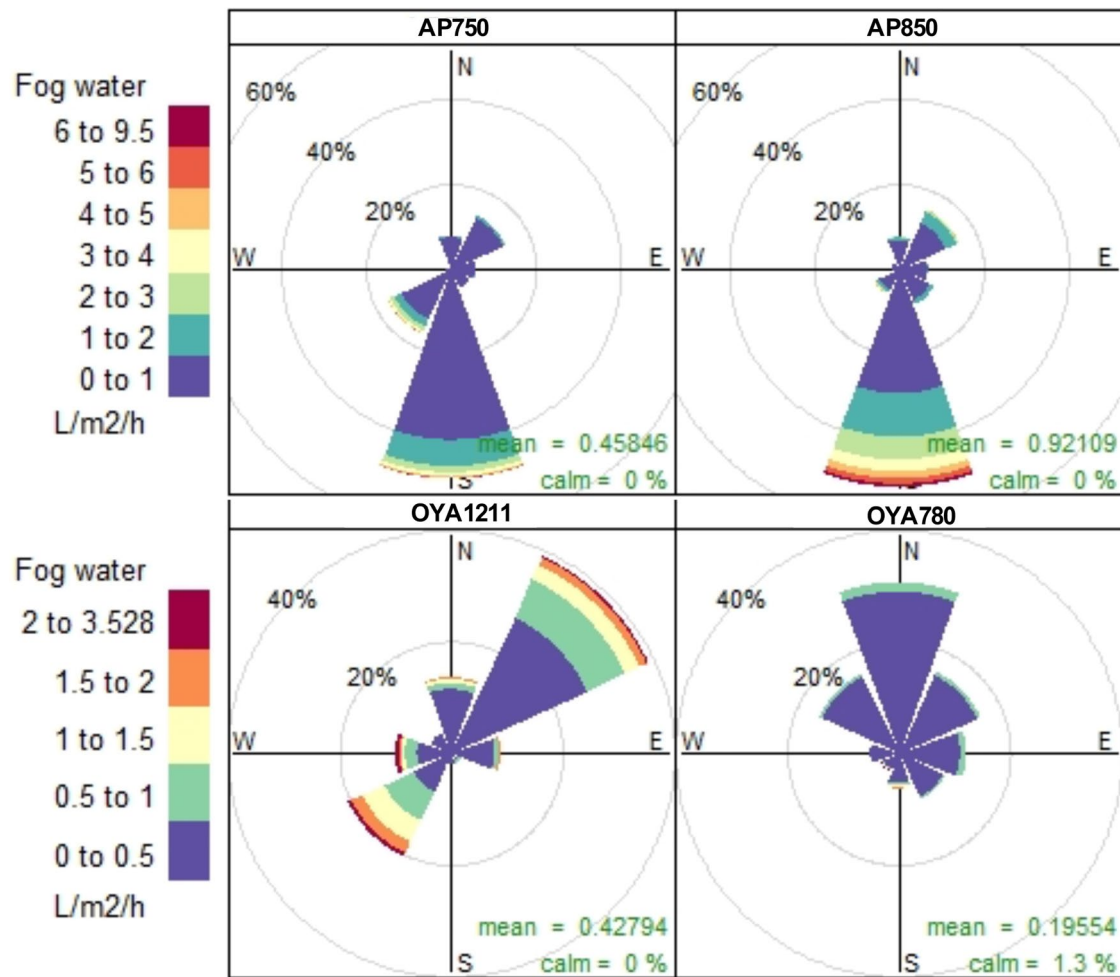 AP750
AP850
Fog water
6 to 9.5
5 to 6
4 to 5
3 to 4
2 to 3
1 to 2
0 to 1
L/m2/h
N
60%
40%
20%
W
E
S
mean = 0.45846
calm = 0 %
N
60%
40%
20%
W
E
mean = 0.92109
calm = 0 %
OYA1211
OYA780
Fog water
2 to 3.528
1.5 to 2
1 to 1.5
0.5 to 1
0 to 0.5
L/m2/h
N
40%
20%
W
E
S
mean = 0.42794
calm = 0 %
N
40%
20%
W
E
S
mean = 0.19554
calm = 1.3 %